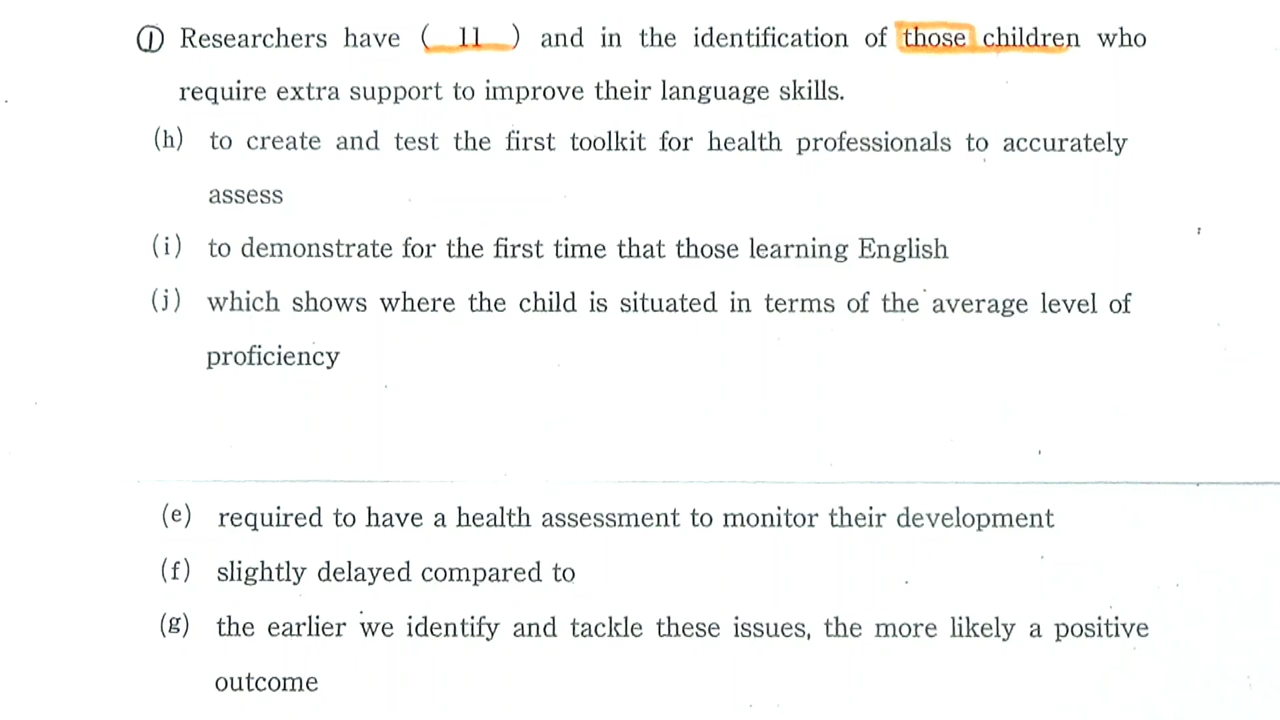 ① Researchers have ( 11 ) and in the identification of those children who
require extra support to improve their language skills.
(h) to create and test the first toolkit for health professionals to accurately
assess
(i) to demonstrate for the first time that those learning English
(j) which shows where the child is situated in terms of the average level of
proficiency
(e) required to have a health assessment to monitor their development
(f) slightly delayed compared to
(g) the earlier we identify and tackle these issues, the more likely a positive
outcome